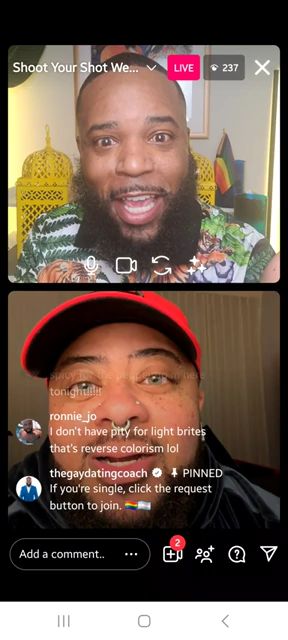 Shoot Your Shot We...
LIVE
237
tonight!!!!!
ronnie_jo
I don't have pity for light brites
that's reverse colorism lol
thegaydatingcoach PINNED
If you're single, click the request
button to join. 🏳️‍🌈🏳️‍⚧️
2
Add a comment..